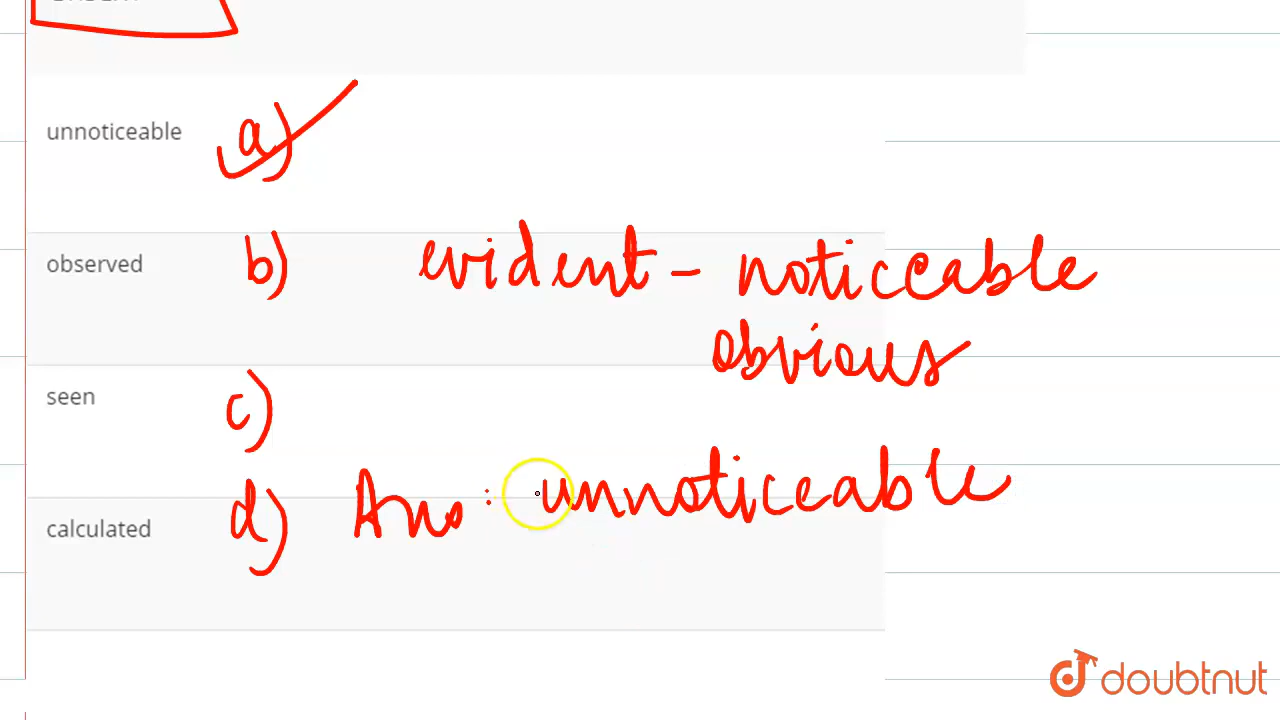 unnoticeable a)
observed b) evident - noticeable
obvious
seen c)
calculated d) Ans: unnoticeable
doubtnut